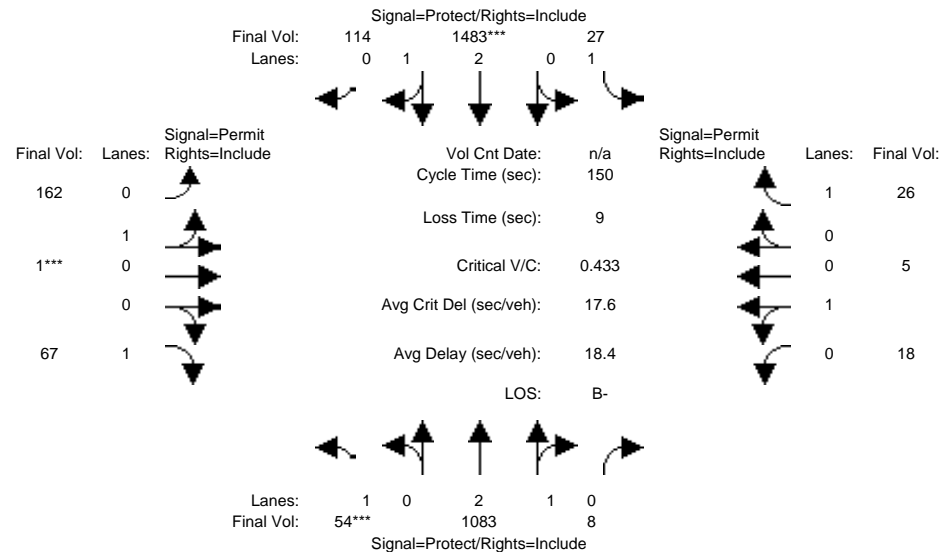 Signal=Protect/Rights=Include
Final Vol: 114 1483*** 27
Lanes: 0 1 2 0 1
Signal=Permit Signal=Permit
Final Vol: Lanes: Rights=Include Vol Cnt Date: n/a Rights=Include Lanes: Final Vol:
Cycle Time (sec): 150
162 0 1 26
Loss Time (sec): 9
1 0
1*** 0 Critical V/C: 0.433 0 5
0 Avg Crit Del (sec/veh): 17.6 1
67 1 Avg Delay (sec/veh): 18.4 0 18
LOS: B-
Lanes: 1 0 2 1 0
Final Vol: 54*** 1083 8
Signal=Protect/Rights=Include